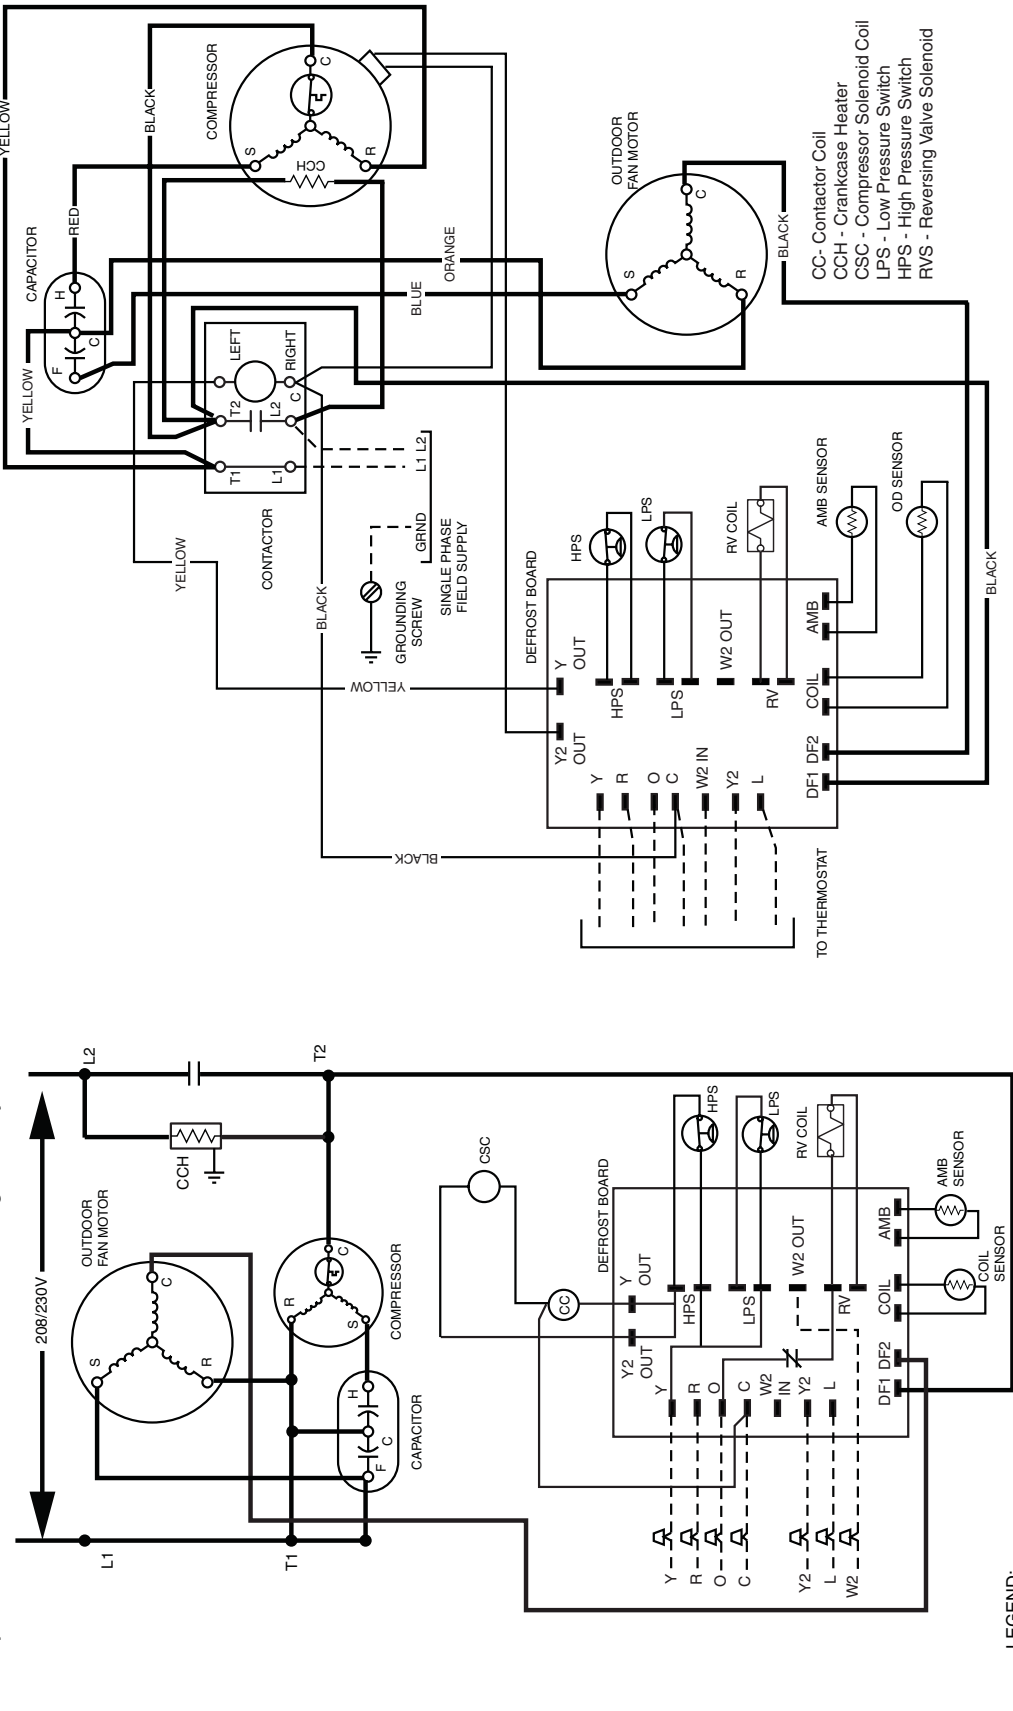 YELLOW
BLACK
COMPRESSOR
C
S
R
CCH
RED
CAPACITOR
H
C
F
YELLOW
ORANGE
BLUE
LEFT
RIGHT
C
T2
L2
T1
L1
CONTACTOR
YELLOW
BLACK
L1 L2
GRND
SINGLE PHASE
FIELD SUPPLY
GROUNDING
SCREW
OUTDOOR
FAN MOTOR
C
S
R
BLACK
CC- Contactor Coil
CCH - Crankcase Heater
CSC - Compressor Solenoid Coil
LPS - Low Pressure Switch
HPS - High Pressure Switch
RVS - Reversing Valve Solenoid
YELLOW
BLACK
DEFROST BOARD
Y
OUT
Y2
OUT
HPS
LPS
RV COIL
AMB SENSOR
OD SENSOR
HPS
LPS
W2 OUT
RV
AMB
COIL
DF2
DF1
Y
R
O
C
W2 IN
Y2
L
BLACK
TO THERMOSTAT
L2
T2
CCH
208/230V
OUTDOOR
FAN MOTOR
C
S
R
COMPRESSOR
C
R
S
CAPACITOR
H
C
F
L1
T1
CSC
CC
DEFROST BOARD
Y
OUT
Y2
OUT
HPS
LPS
RV COIL
HPS
LPS
W2 OUT
RV
AMB
COIL
DF2
DF1
AMB
SENSOR
COIL
SENSOR
Y
R
O
C
W2
IN
Y2
L
Y
R
O
C
Y2
L
W2
LEGEND: